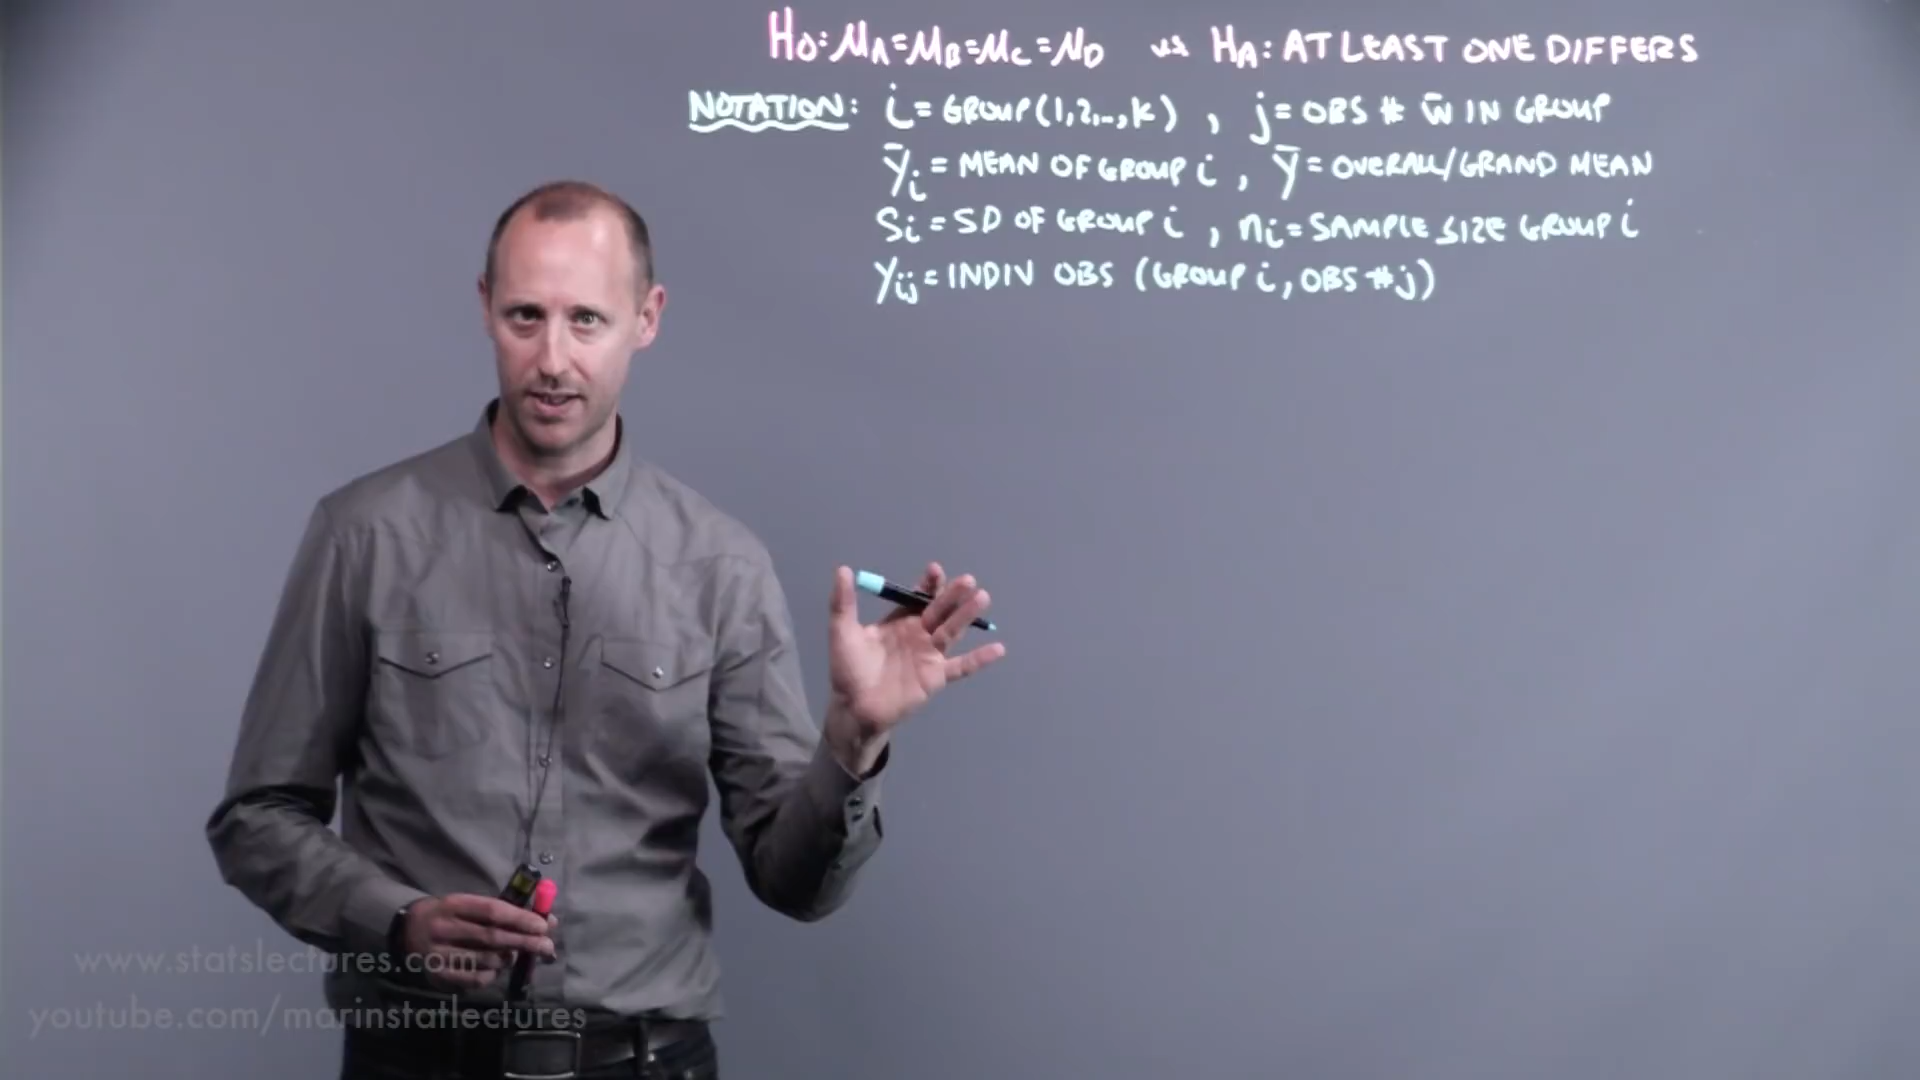 H0: μA=μB=μC=μD vs HA: AT LEAST ONE DIFFERS
NOTATION: i = GROUP(1,2,..,K) , j = OBS # w̄ IN GROUP
Ȳi = MEAN OF GROUP i , Ȳ = OVERALL/GRAND MEAN
Si = SD OF GROUP i , ni = SAMPLE SIZE GROUP i
Yij = INDIV OBS (GROUP i, OBS #j)
www.statslectures.com
youtube.com/marinstatlectures